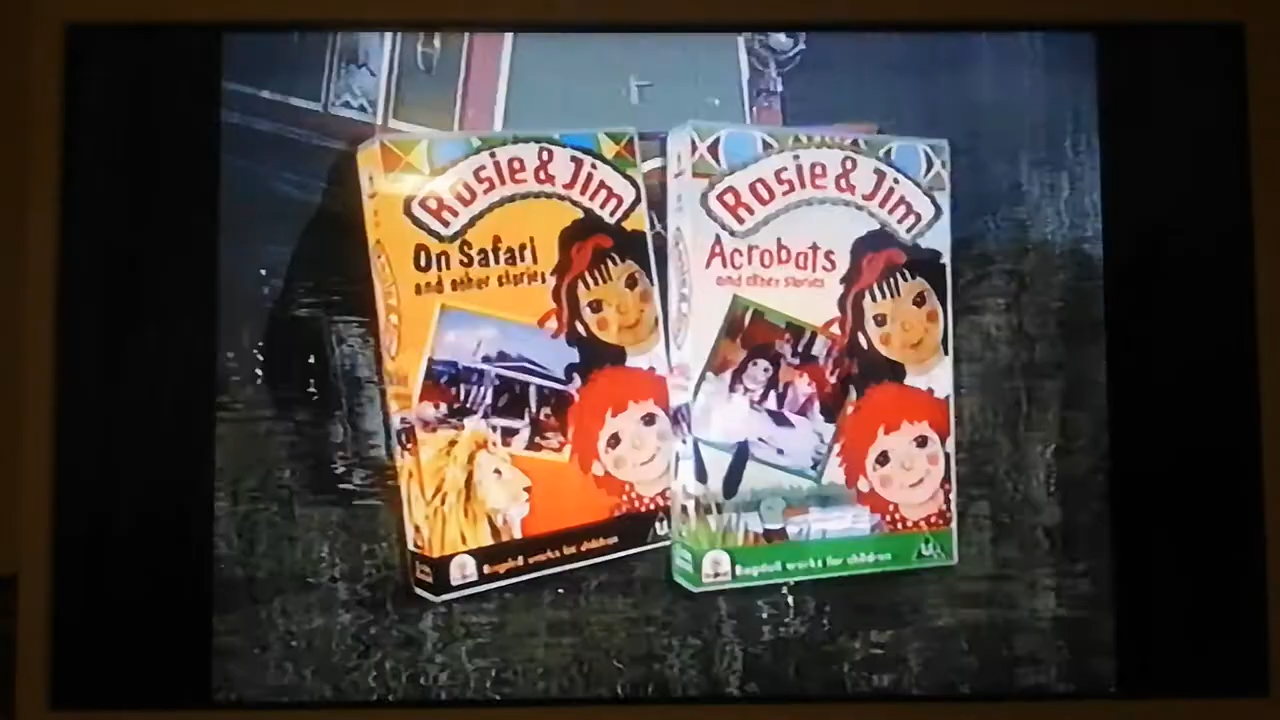 Rosie & Jim
On Safari
and other stories
Ragdoll works for children
U
Rosie & Jim
Acrobats
and other stories
Ragdoll works for children
U